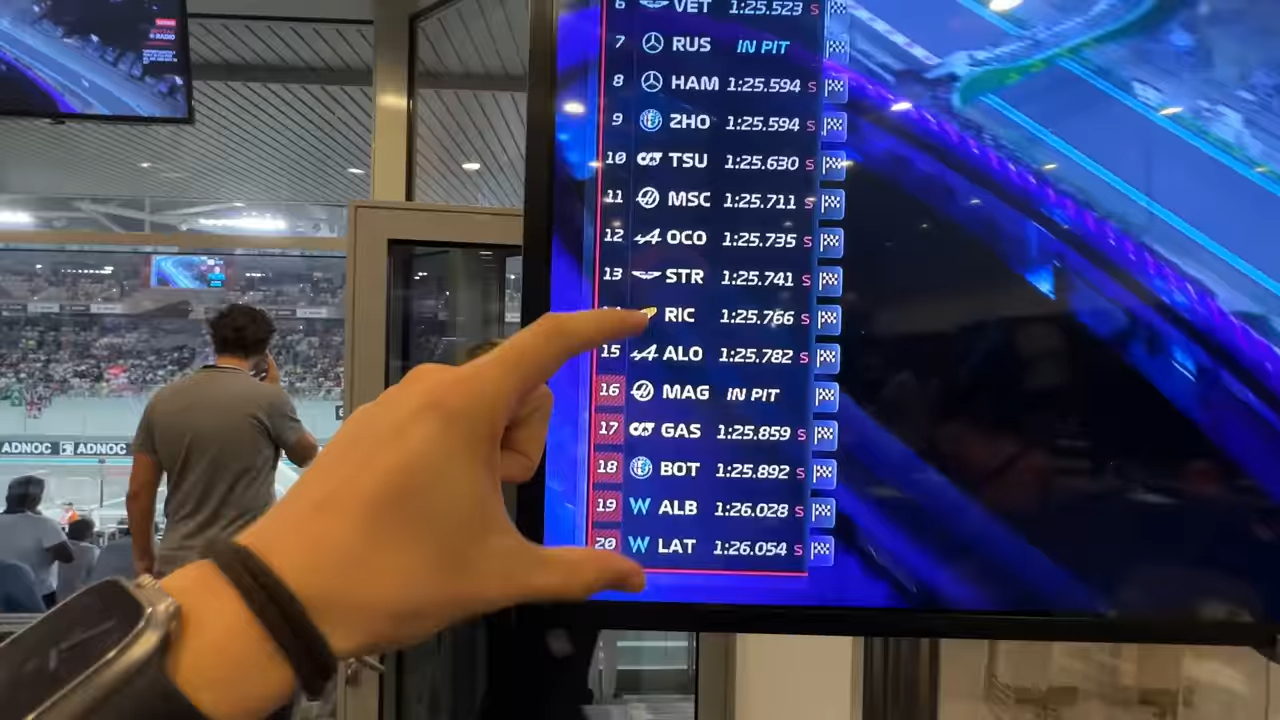 6 VET 1:25.523 S
7 RUS IN PIT
8 HAM 1:25.594 S
9 ZHO 1:25.594 S
10 TSU 1:25.630 S
11 MSC 1:25.711 S
12 OCO 1:25.735 S
13 STR 1:25.741 S
RIC 1:25.766 S
15 ALO 1:25.782 S
16 MAG IN PIT
17 GAS 1:25.859 S
18 BOT 1:25.892 S
19 ALB 1:26.028 S
20 LAT 1:26.054 S
RADIO
ADNOC ADNOC